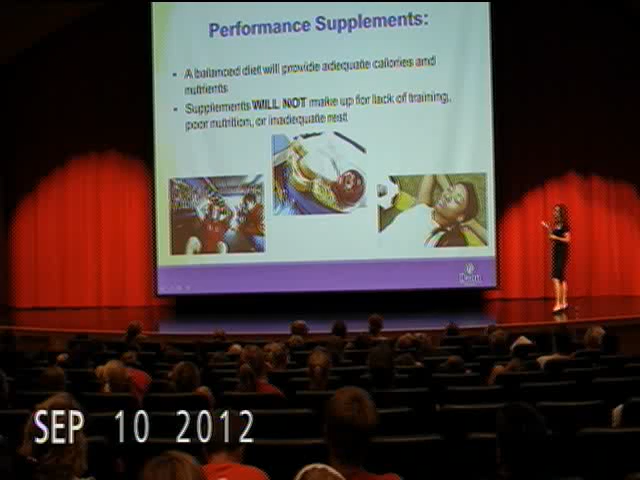 Performance Supplements:
• A balanced diet will provide adequate calories and
nutrients
• Supplements WILL NOT make up for lack of training,
poor nutrition, or inadequate rest
SEP 10 2012